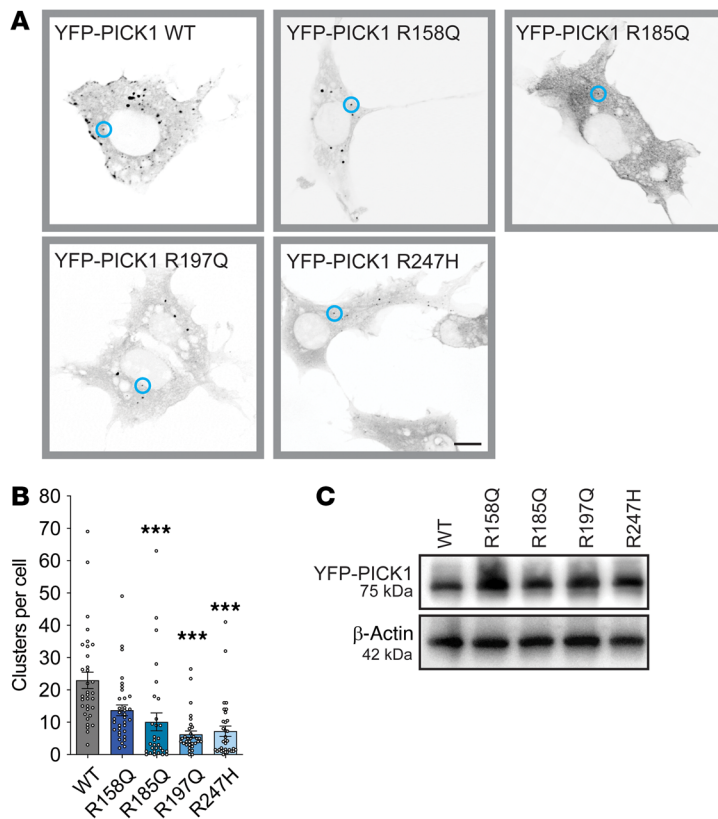 A
YFP-PICK1 WT
YFP-PICK1 R158Q
YFP-PICK1 R185Q
YFP-PICK1 R197Q
YFP-PICK1 R247H
B
Clusters per cell
80
70
60
50
40
30
20
10
0
***
***
***
WT
R158Q
R185Q
R197Q
R247H
C
WT
R158Q
R185Q
R197Q
R247H
YFP-PICK1
75 kDa
β-Actin
42 kDa